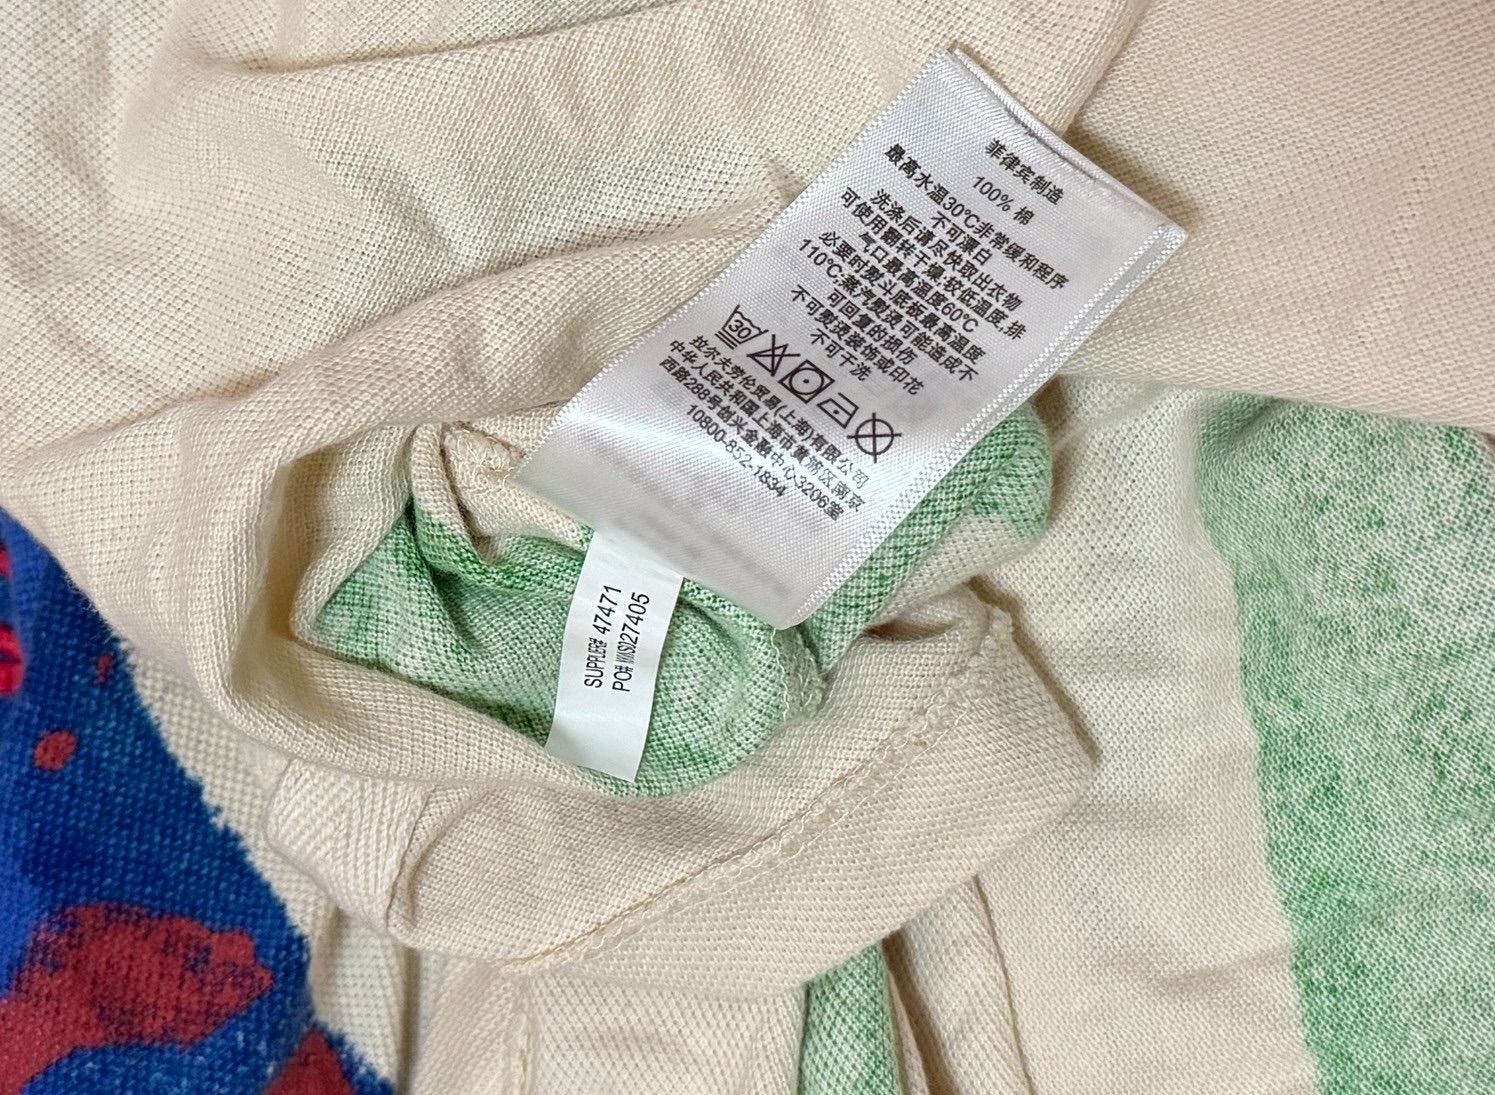 菲律宾制造
100% 棉
最高水温30℃非常缓和程序
不可漂白
洗涤后请尽快取出衣物
可使用翻转干燥.较低温度.排
气口最高温度60℃
必要时熨斗底板最高温度
110℃.蒸汽熨烫可能造成不
可回复的损伤
不可熨烫装饰或印花
不可干洗
30
拉尔夫劳伦贸易(上海)有限公司
中华人民共和国上海市黄浦区南京
西路288号创兴金融中心3206室
10800-852-1834
SUPPLIER# 47471
PO# 27405